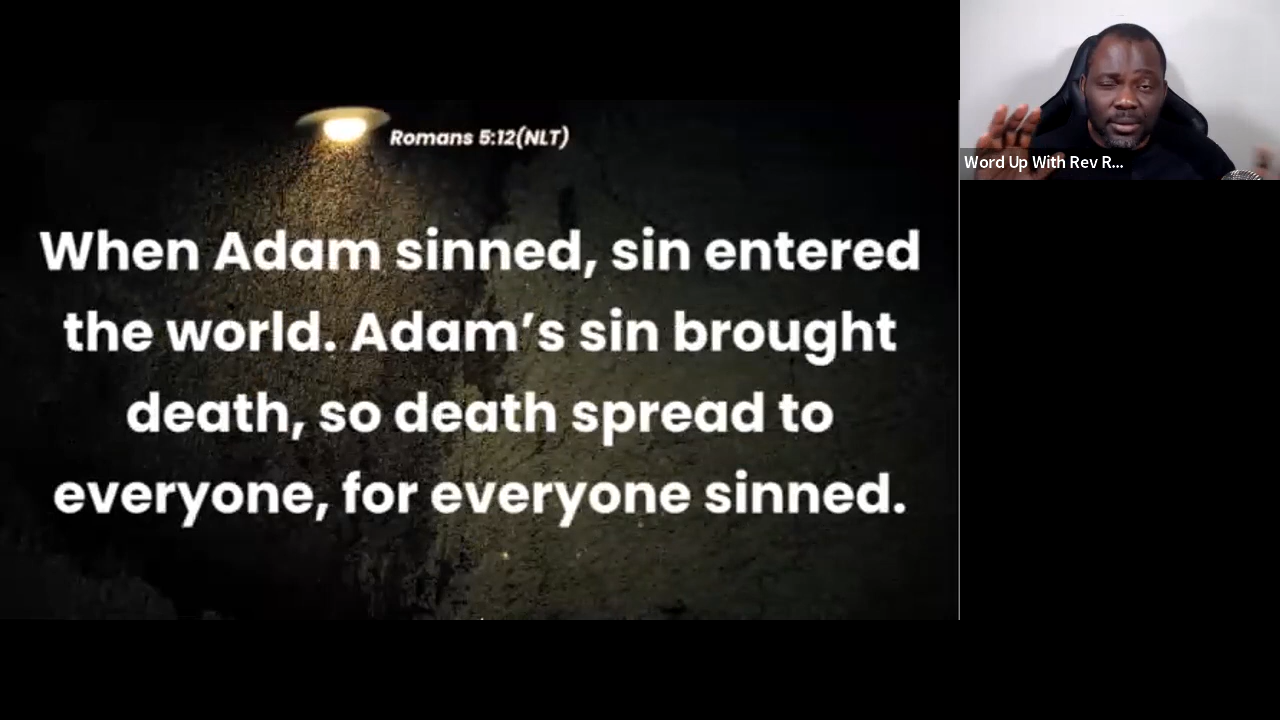 Romans 5:12(NLT)
When Adam sinned, sin entered
the world. Adam’s sin brought
death, so death spread to
everyone, for everyone sinned.
Word Up With Rev R...